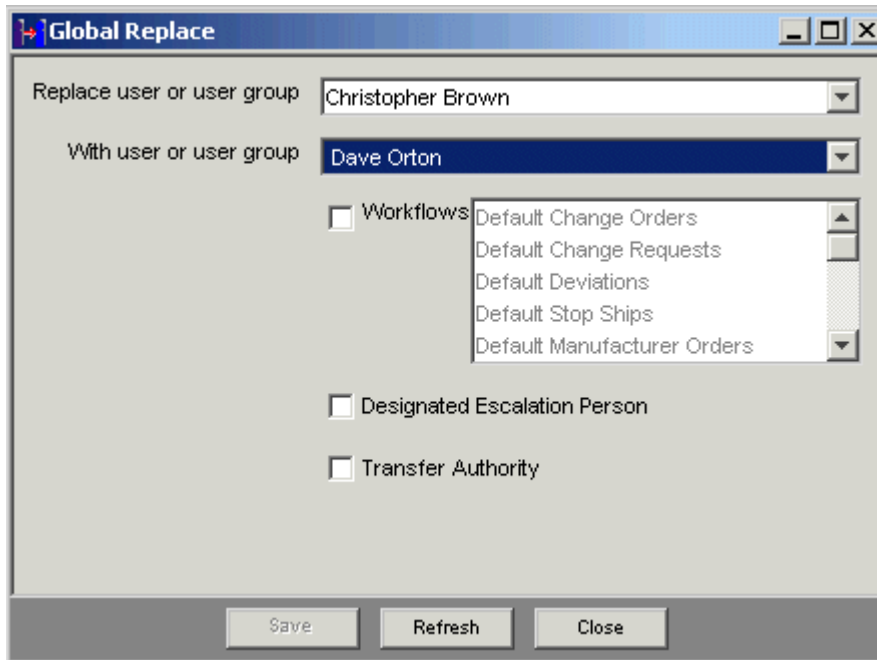 Global Replace
Replace user or user group Christopher Brown
With user or user group Dave Orton
Workflows
Default Change Orders
Default Change Requests
Default Deviations
Default Stop Ships
Default Manufacturer Orders
Designated Escalation Person
Transfer Authority
Save Refresh Close